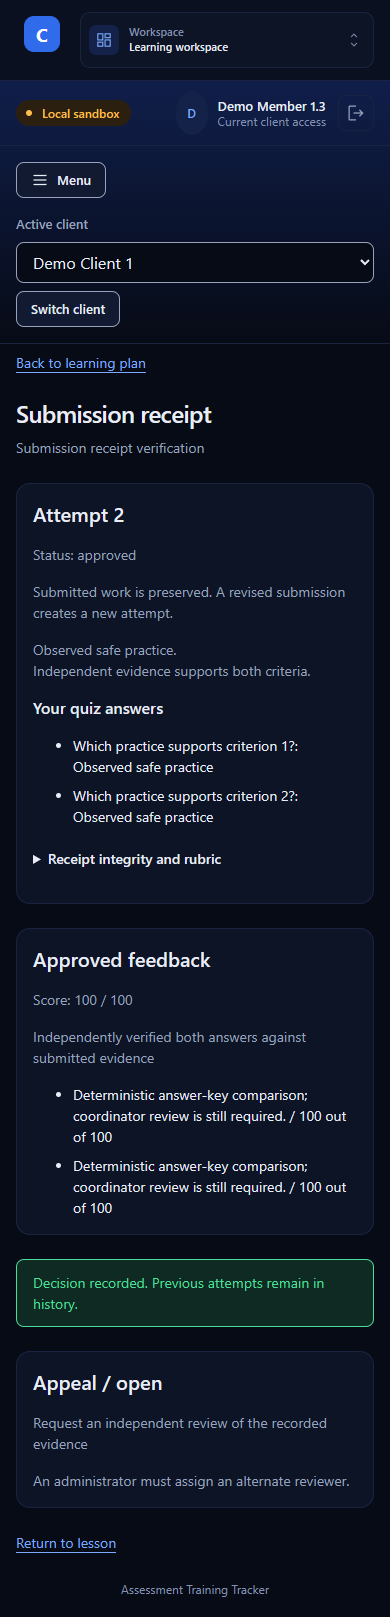 C
Workspace
Learning workspace
Local sandbox
D
Demo Member 1.3
Current client access
Menu
Active client
Demo Client 1
Switch client
Back to learning plan
Submission receipt
Submission receipt verification
Attempt 2
Status: approved
Submitted work is preserved. A revised submission
creates a new attempt.
Observed safe practice.
Independent evidence supports both criteria.
Your quiz answers
Which practice supports criterion 1?:
Observed safe practice
Which practice supports criterion 2?:
Observed safe practice
Receipt integrity and rubric
Approved feedback
Score: 100 / 100
Independently verified both answers against
submitted evidence
Deterministic answer-key comparison;
coordinator review is still required. / 100 out
of 100
Deterministic answer-key comparison;
coordinator review is still required. / 100 out
of 100
Decision recorded. Previous attempts remain in
history.
Appeal / open
Request an independent review of the recorded
evidence
An administrator must assign an alternate reviewer.
Return to lesson
Assessment Training Tracker